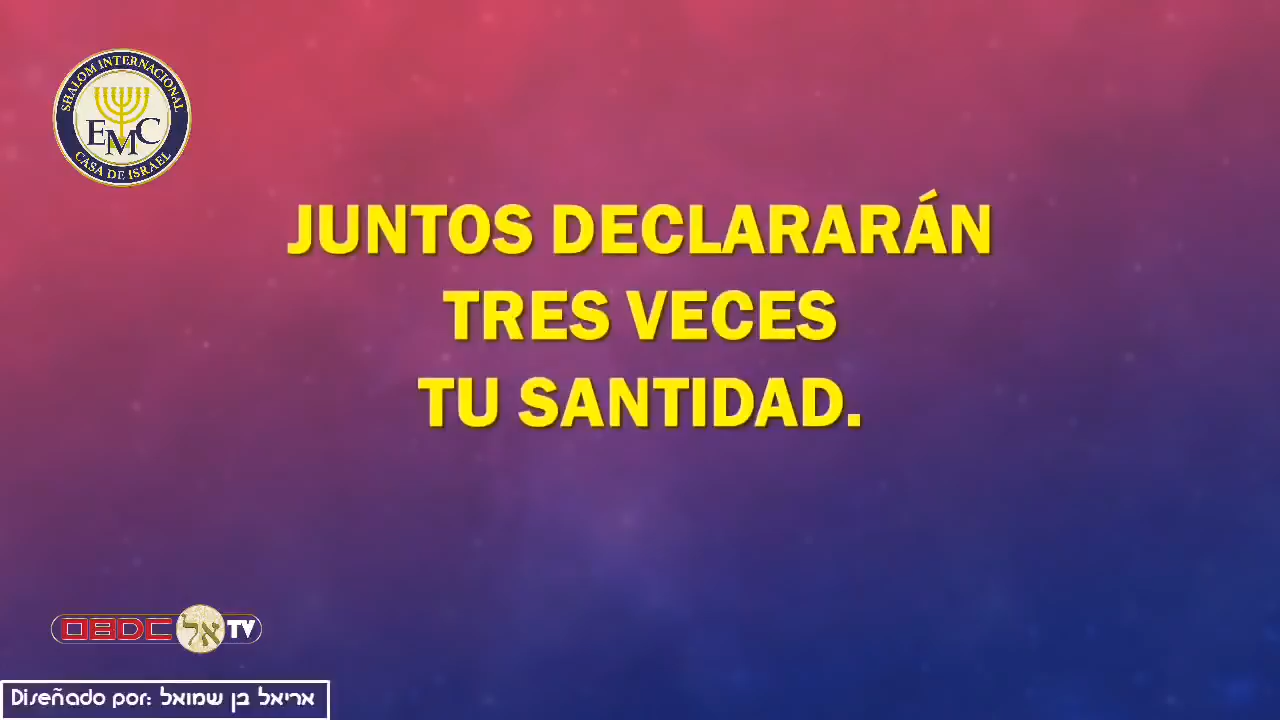 SHALOM INTERNACIONAL
EMC
CASA DE ISRAEL
JUNTOS DECLARARÁN
TRES VECES
TU SANTIDAD.
OBDC אל TV
Diseñado por: אריאל בן שמואל